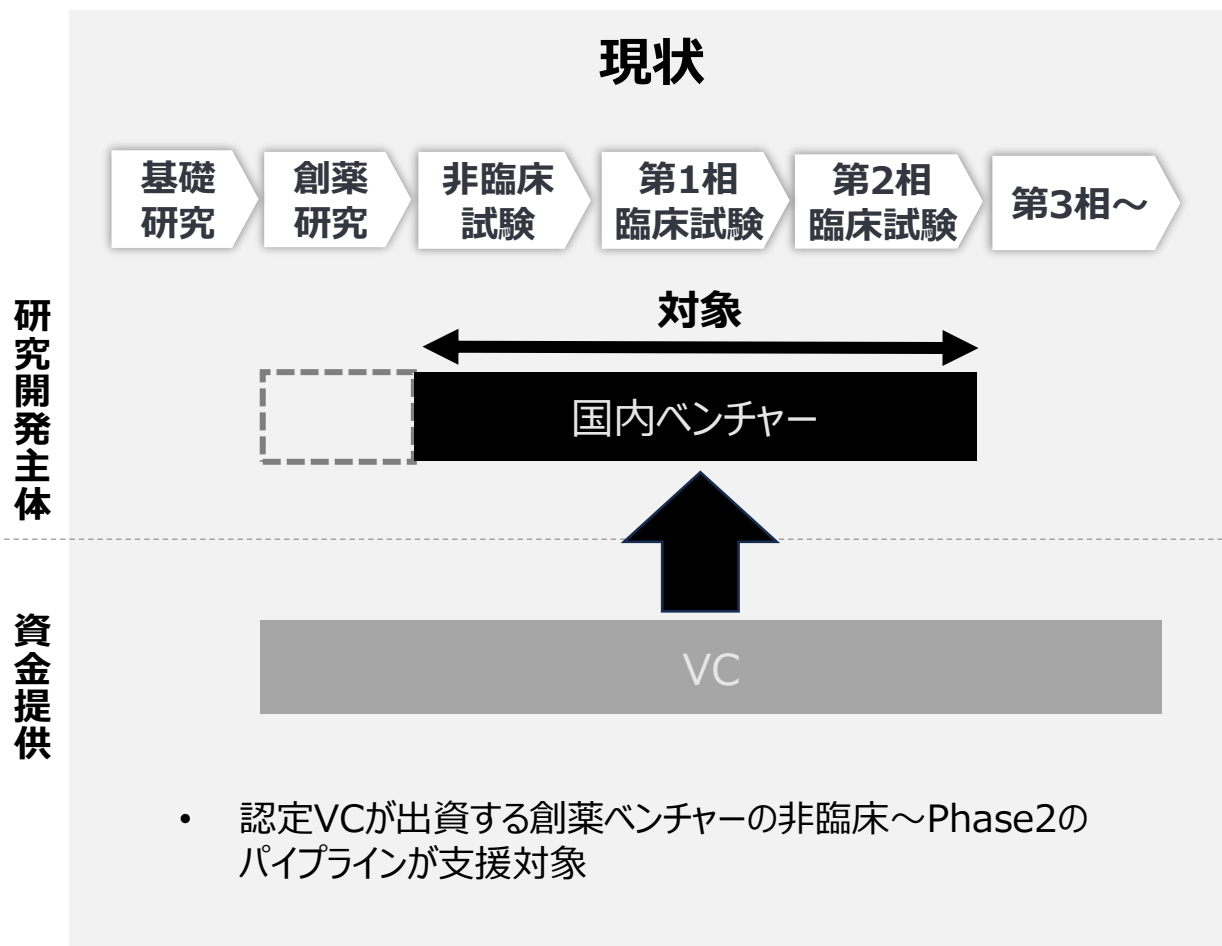 現状
基礎
研究
創薬
研究
非臨床
試験
第1相
臨床試験
第2相
臨床試験
第3相～
研究開発主体
対象
国内ベンチャー
資金提供
VC
• 認定VCが出資する創薬ベンチャーの非臨床～Phase2の
パイプラインが支援対象